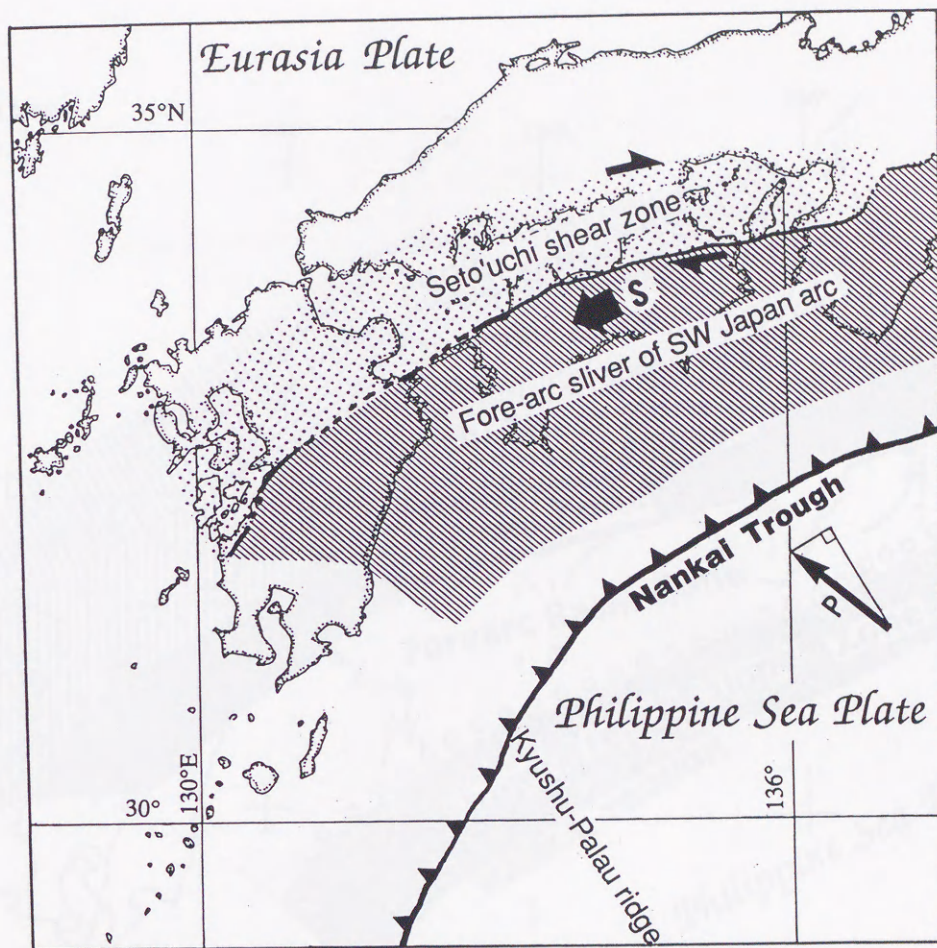 Eurasia Plate
35°N
Seto'uchi shear zone
S
Fore-arc sliver of SW Japan arc
Nankai Trough
P
Philippine Sea Plate
Kyushu-Palau ridge
130°E
136°
30°